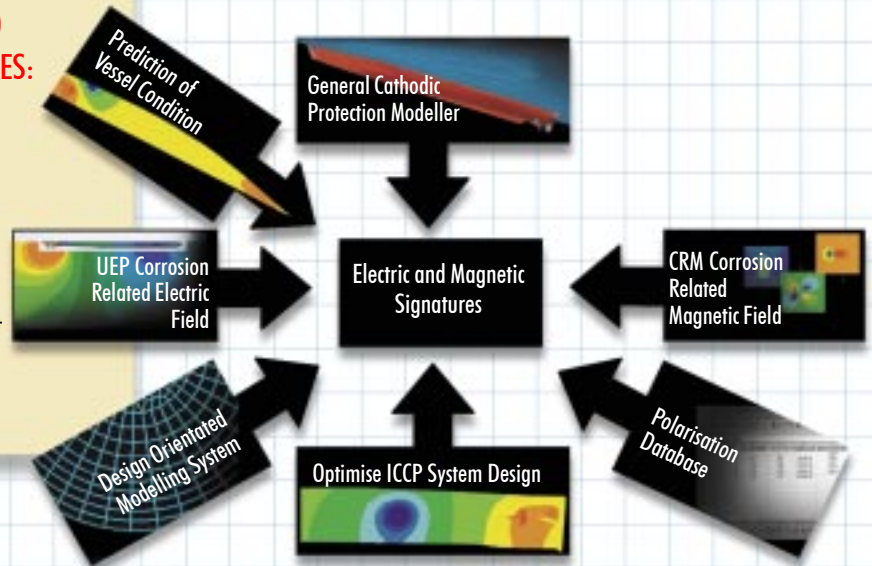 ES:
Prediction of
Vessel Condition
General Cathodic
Protection Modeller
UEP Corrosion
Related Electric
Field
Electric and Magnetic
Signatures
CRM Corrosion
Related
Magnetic Field
Design Orientated
Modelling System
Optimise ICCP System Design
Polarisation
Database